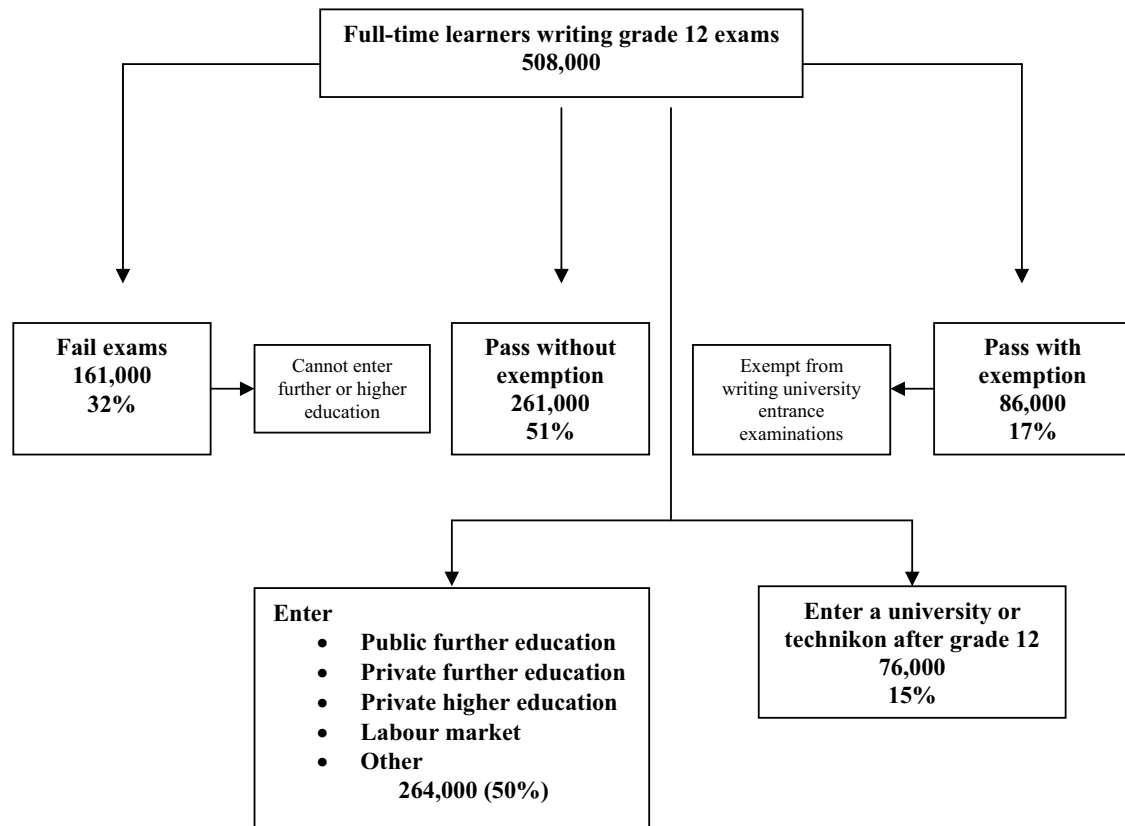 Full-time learners writing grade 12 exams
508,000
Fail exams
161,000
32%
Cannot enter
further or higher
education
Pass without
exemption
261,000
51%
Exempt from
writing university
entrance
examinations
Pass with
exemption
86,000
17%
Enter
• Public further education
• Private further education
• Private higher education
• Labour market
• Other
264,000 (50%)
Enter a university or
technikon after grade 12
76,000
15%